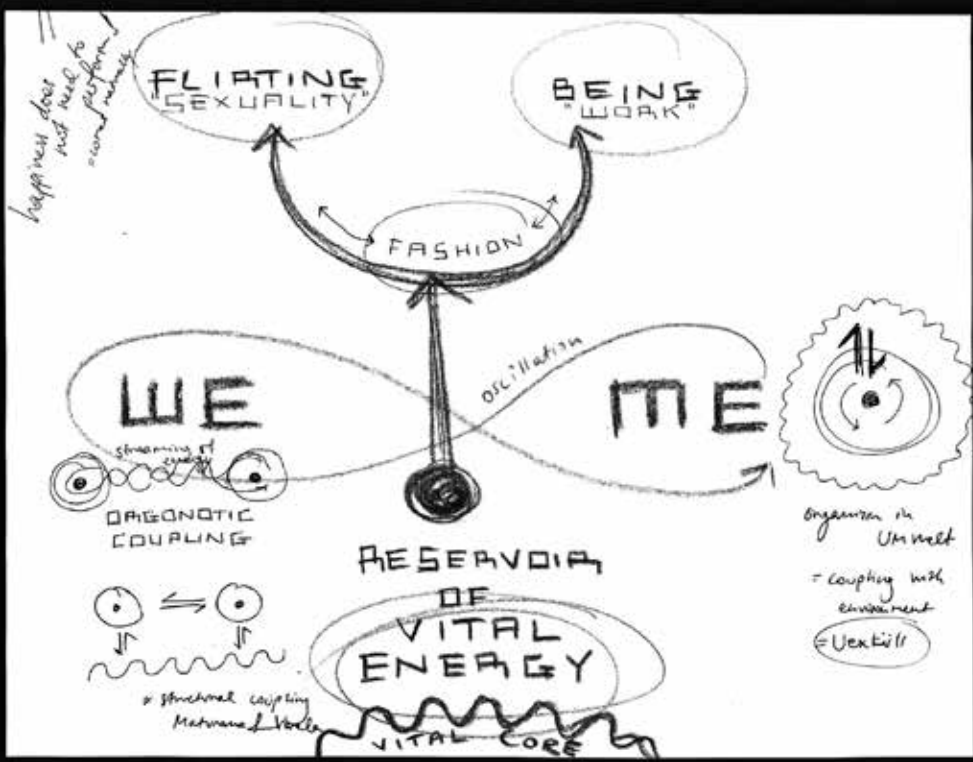 happiness does
not need to
perform
FLIRTING
"SEXUALITY"
BEING
"WORK"
FASHION
oscillation
WE
ME
streaming of
energy
ORGONOTIC
COUPLING
organism in
UMwelt
= coupling with
environment
= Uexküll
RESERVOIR
OF
VITAL
ENERGY
structural coupling
Maturana & Varela
VITAL CORE